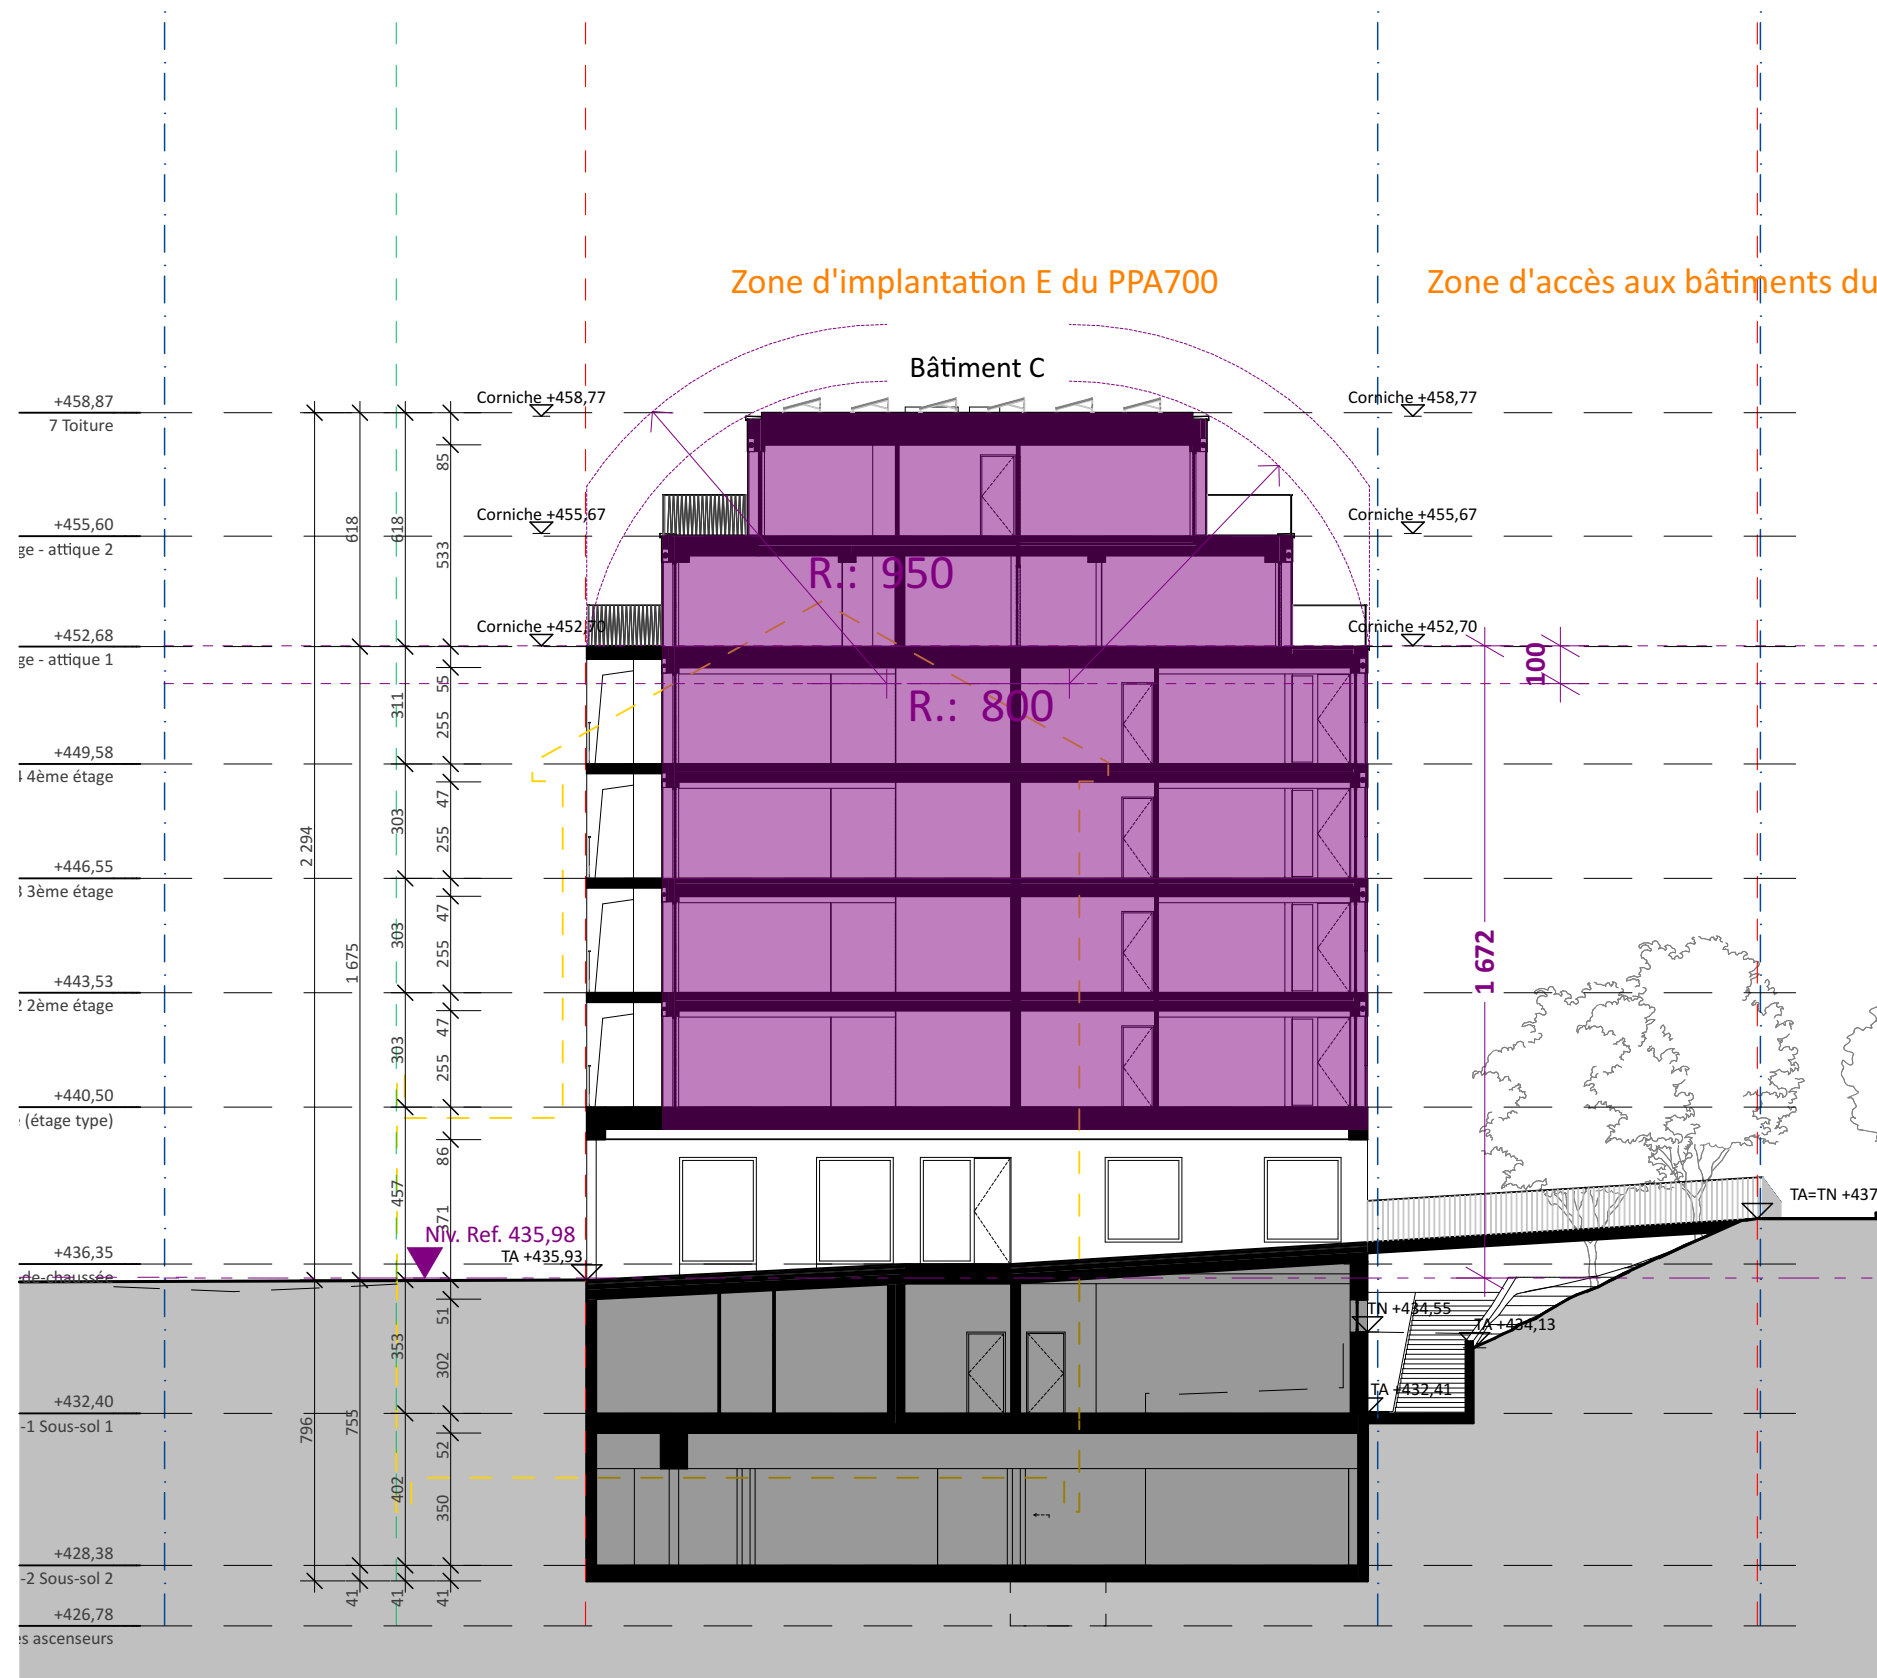 Zone d'implantation E du PPA700
Zone d'accès aux bâtiments du
Bâtiment C
+458,87
7 Toiture
Corniche +458,77
Corniche +458,77
+455,60
ge - attique 2
Corniche +455,67
Corniche +455,67
+452,68
ge - attique 1
Corniche +452,70
Corniche +452,70
R.: 950
R.: 800
100
1 672
+449,58
4 4ème étage
+446,55
3 3ème étage
+443,53
2 2ème étage
+440,50
(étage type)
+436,35
de-chaussée
+432,40
-1 Sous-sol 1
+428,38
-2 Sous-sol 2
+426,78
es ascenseurs
2 294
796
618
1 675
755
41
618
311
303
303
303
457
353
402
41
85
533
55
255
47
255
47
255
47
255
86
371
51
302
52
350
41
Niv. Ref. 435,98
TA +435,93
TA=TN +437
TN +434,55
TA +434,13
TA +432,41